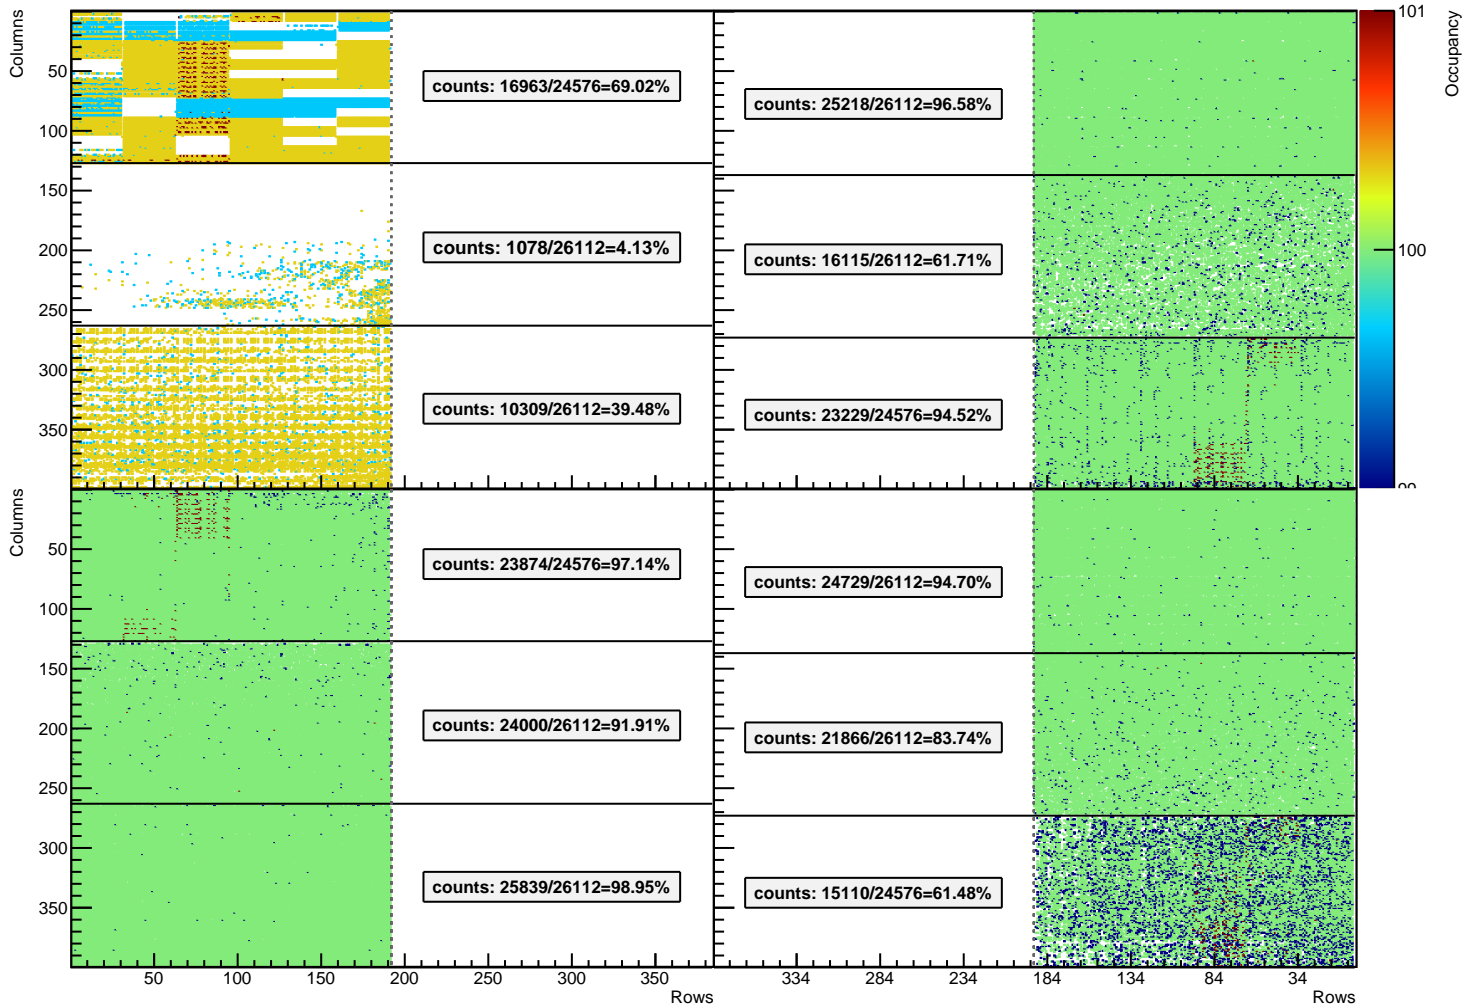 Columns
50
100
150
200
250
300
350
counts: 16963/24576=69.02%
counts: 1078/26112=4.13%
counts: 10309/26112=39.48%
counts: 25218/26112=96.58%
counts: 16115/26112=61.71%
counts: 23229/24576=94.52%
101
100
Occupancy
Columns
50
100
150
200
250
300
350
counts: 23874/24576=97.14%
counts: 24000/26112=91.91%
counts: 25839/26112=98.95%
counts: 24729/26112=94.70%
counts: 21866/26112=83.74%
counts: 15110/24576=61.48%
50 100 150 200 250 300 350
Rows
334 284 234 184 134 84 34
Rows